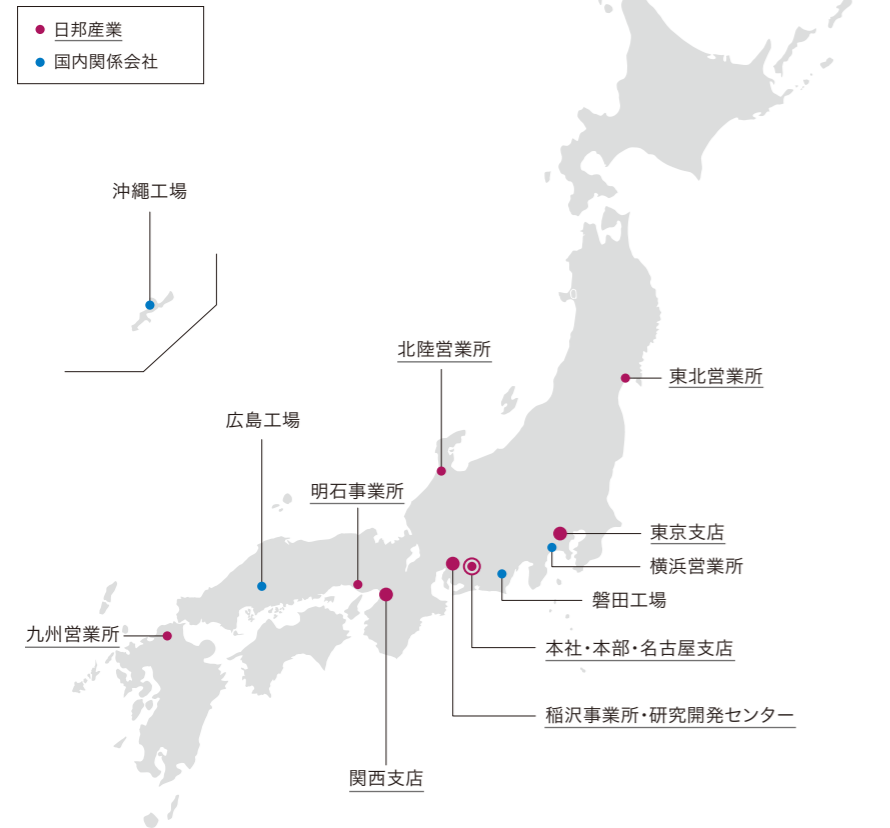 日邦産業
国内関係会社
沖縄工場
北陸営業所
東北営業所
広島工場
明石事業所
東京支店
横浜営業所
磐田工場
九州営業所
本社・本部・名古屋支店
稲沢事業所・研究開発センター
関西支店